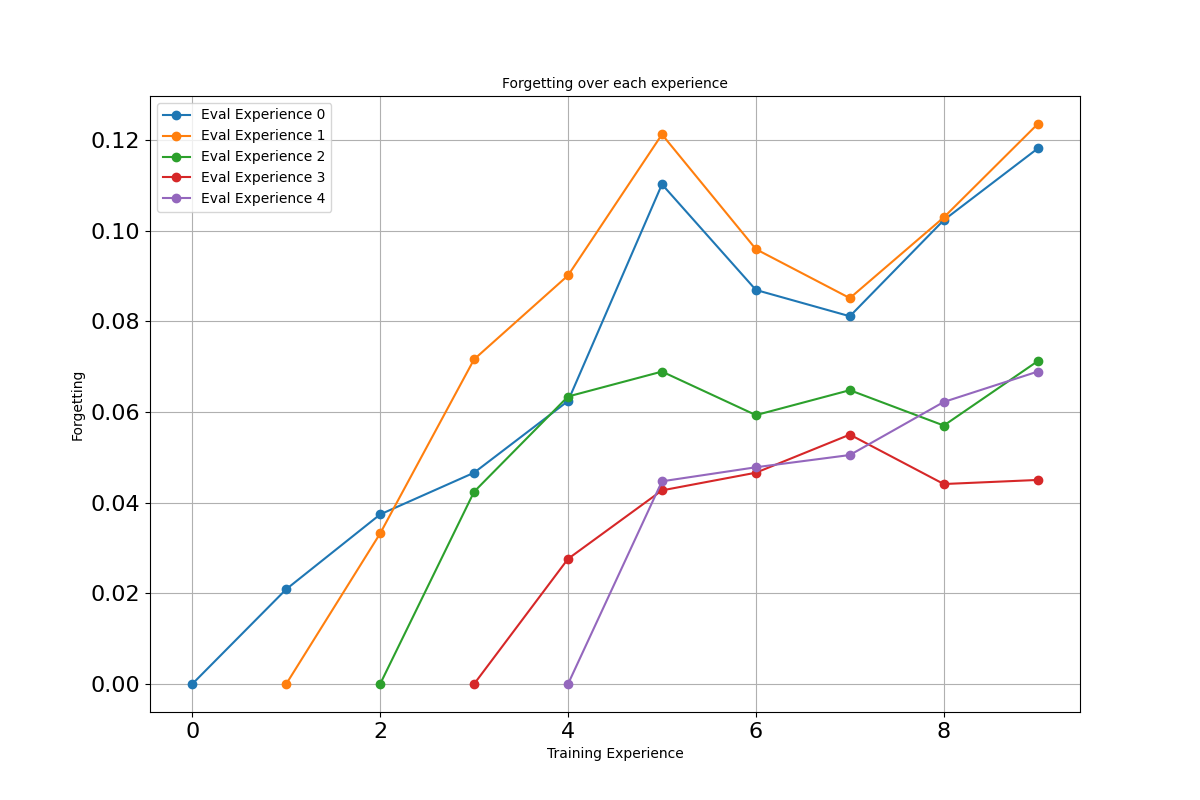 Forgetting over each experience
Eval Experience 0
Eval Experience 1
Eval Experience 2
Eval Experience 3
Eval Experience 4
0.12
0.10
0.08
0.06
0.04
0.02
0.00
Forgetting
0 2 4 6 8
Training Experience